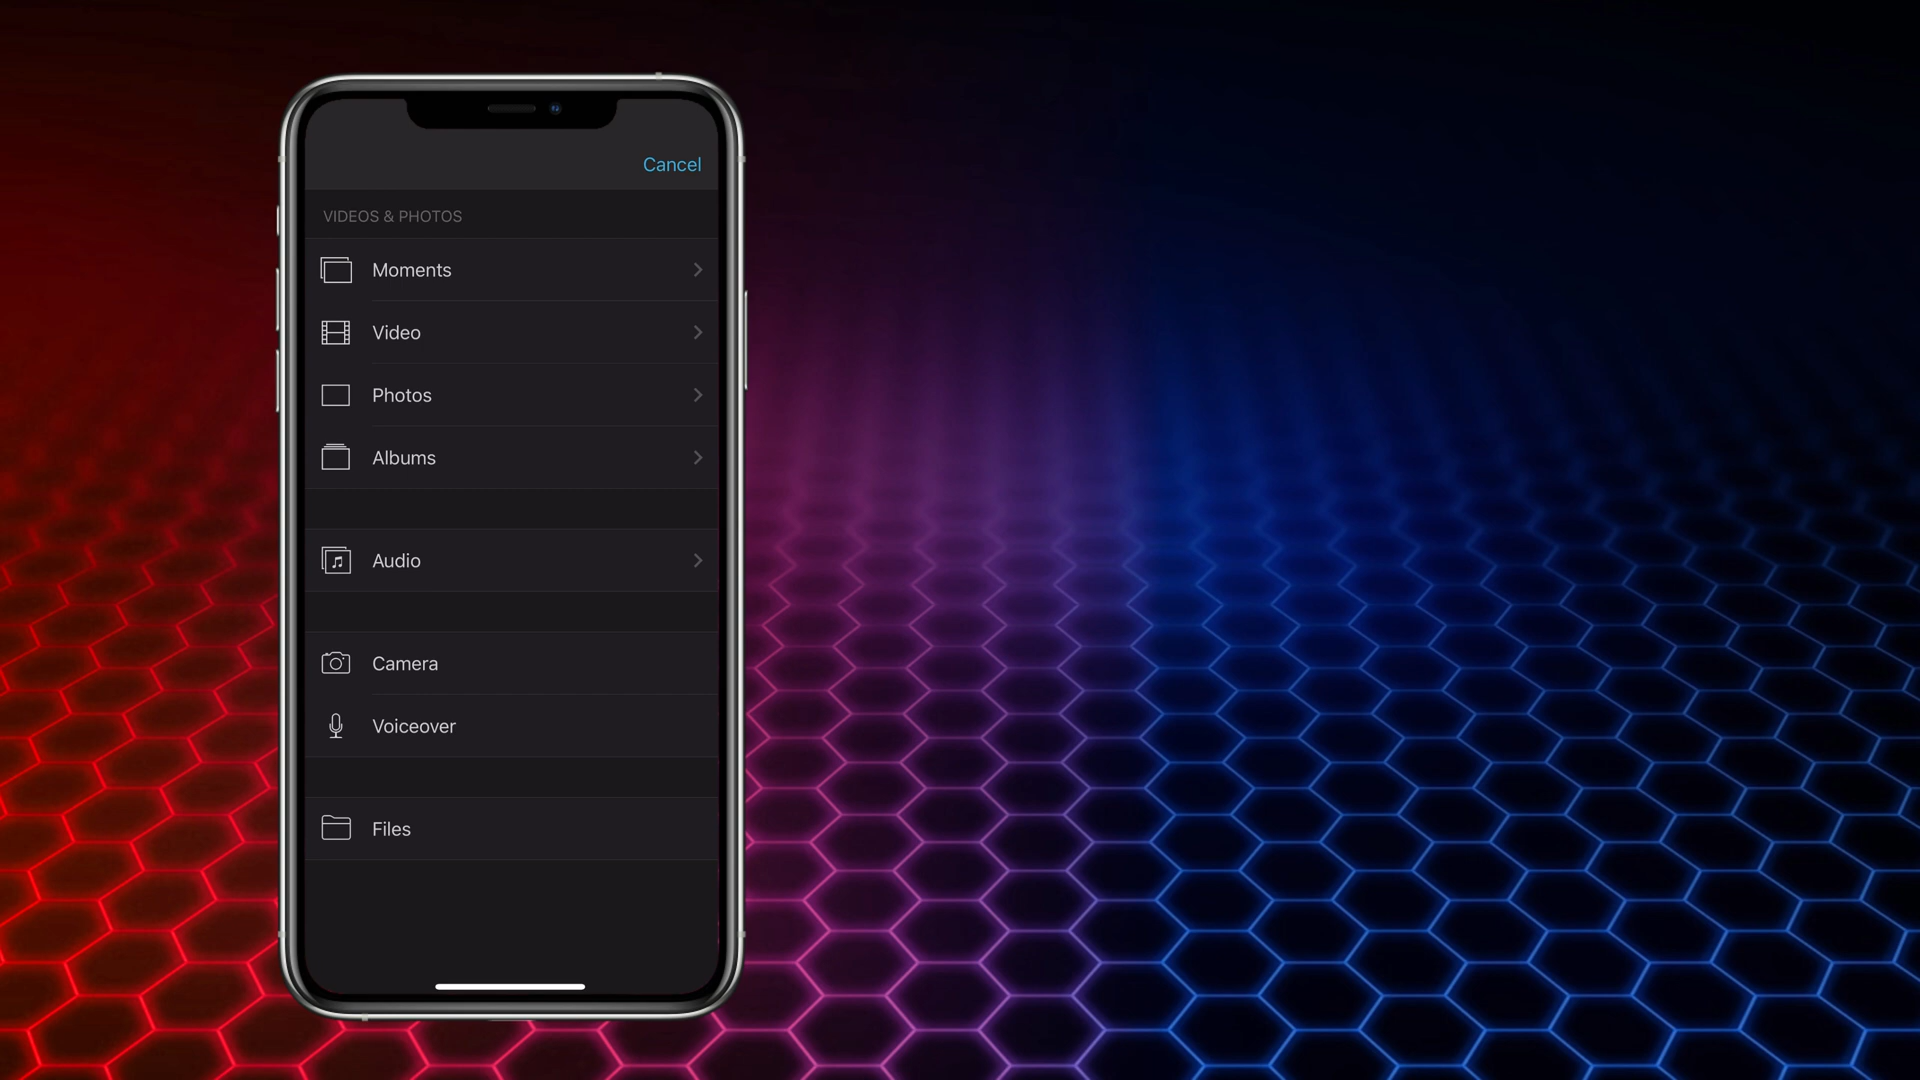 Cancel
VIDEOS & PHOTOS
Moments
Video
Photos
Albums
Audio
Camera
Voiceover
Files